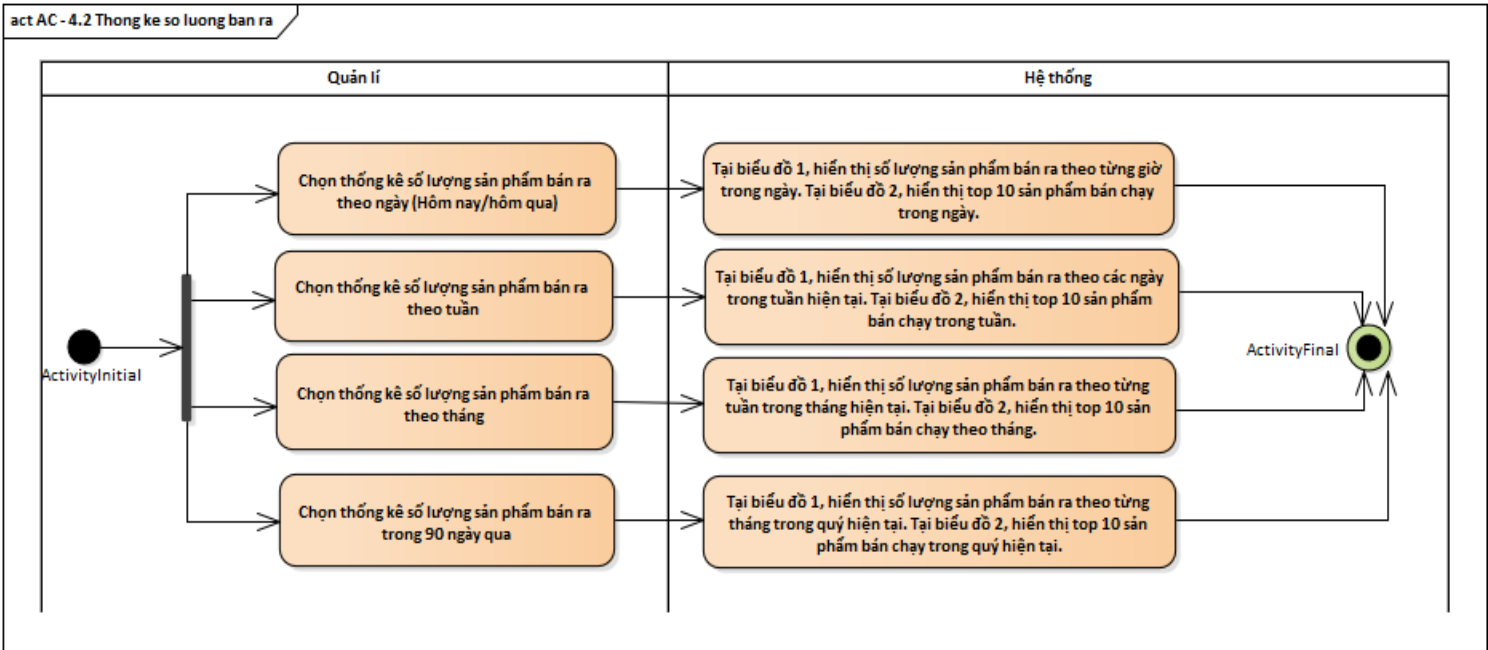 act AC - 4.2 Thong ke so luong ban ra
Quản lí
Hệ thống
Chọn thống kê số lượng sản phẩm bán ra
theo ngày (Hôm nay/hôm qua)
Tại biểu đồ 1, hiển thị số lượng sản phẩm bán ra theo từng giờ
trong ngày. Tại biểu đồ 2, hiển thị top 10 sản phẩm bán chạy
trong ngày.
Chọn thống kê số lượng sản phẩm bán ra
theo tuần
Tại biểu đồ 1, hiển thị số lượng sản phẩm bán ra theo các ngày
trong tuần hiện tại. Tại biểu đồ 2, hiển thị top 10 sản phẩm
bán chạy trong tuần.
ActivityInitial
ActivityFinal
Chọn thống kê số lượng sản phẩm bán ra
theo tháng
Tại biểu đồ 1, hiển thị số lượng sản phẩm bán ra theo từng
tuần trong tháng hiện tại. Tại biểu đồ 2, hiển thị top 10 sản
phẩm bán chạy theo tháng.
Chọn thống kê số lượng sản phẩm bán ra
trong 90 ngày qua
Tại biểu đồ 1, hiển thị số lượng sản phẩm bán ra theo từng
tháng trong quý hiện tại. Tại biểu đồ 2, hiển thị top 10 sản
phẩm bán chạy trong quý hiện tại.